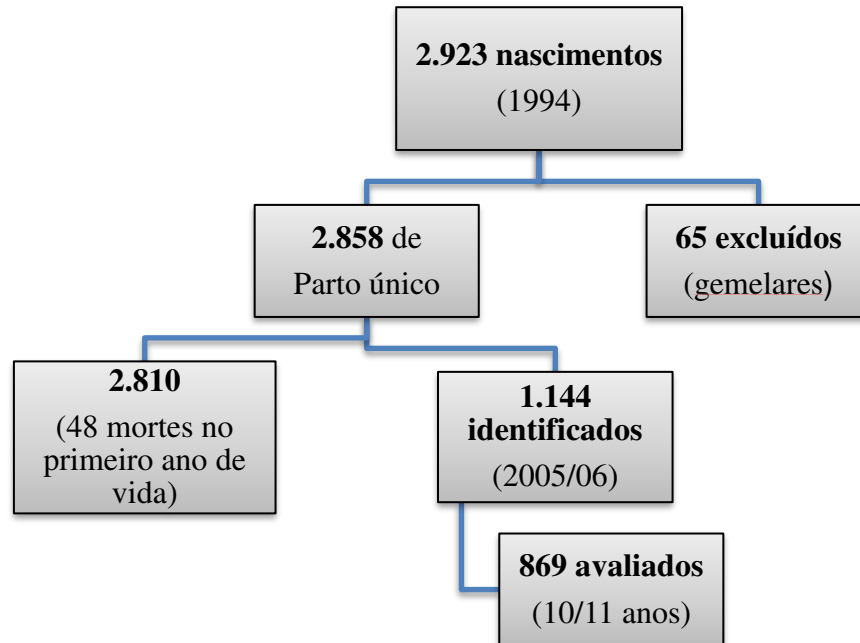 2.923 nascimentos
(1994)
2.858 de
Parto único
65 excluídos
(gemelares)
2.810
(48 mortes no
primeiro ano de
vida)
1.144
identificados
(2005/06)
869 avaliados
(10/11 anos)